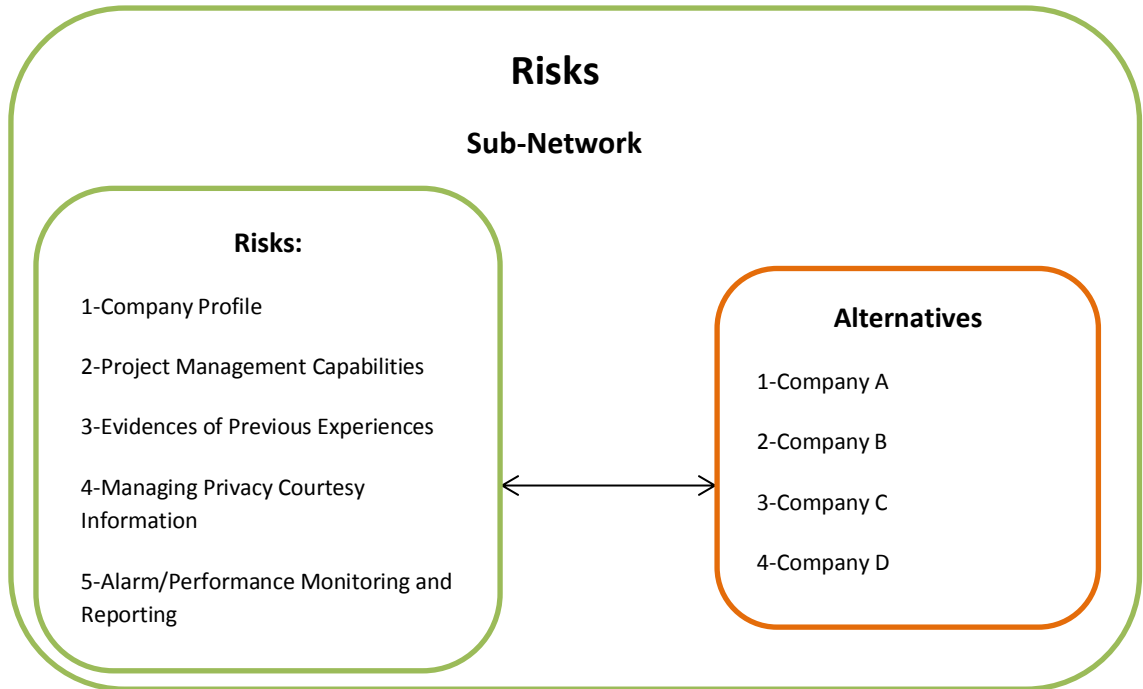 Risks
Sub-Network
Risks:
1-Company Profile
2-Project Management Capabilities
3-Evidences of Previous Experiences
4-Managing Privacy Courtesy
Information
5-Alarm/Performance Monitoring and
Reporting
Alternatives
1-Company A
2-Company B
3-Company C
4-Company D